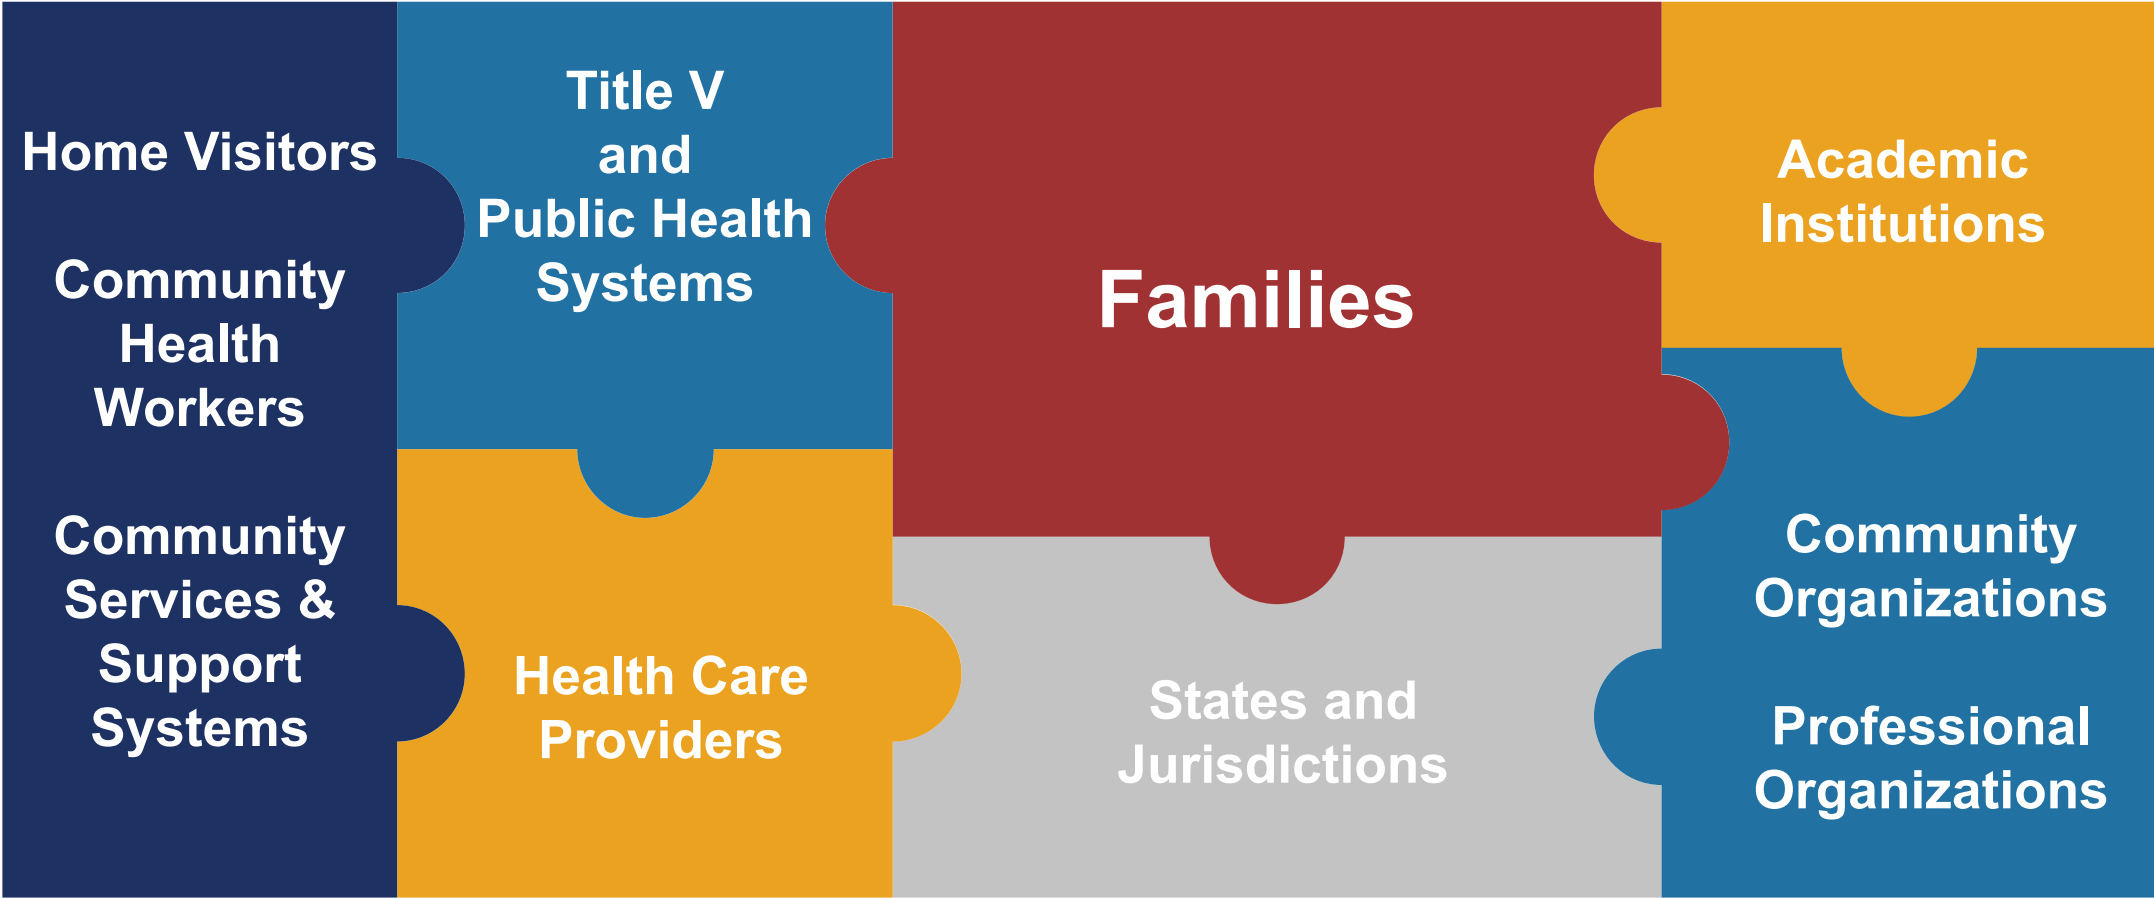 Home Visitors
Community
Health
Workers
Community
Services &
Support
Systems
Title V
and
Public Health
Systems
Health Care
Providers
Families
States and
Jurisdictions
Academic
Institutions
Community
Organizations
Professional
Organizations